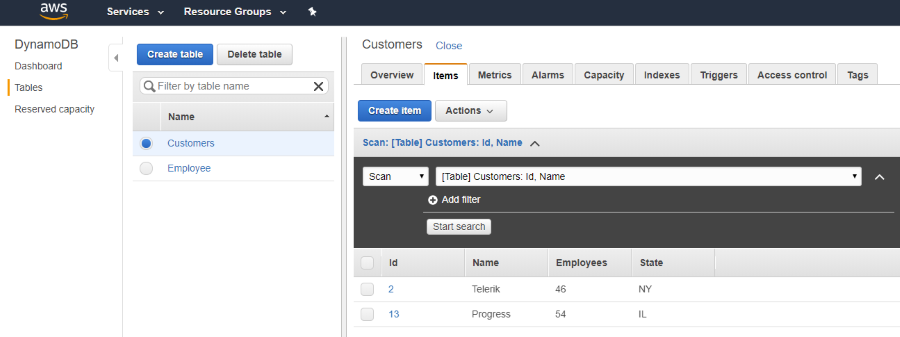 aws Services Resource Groups
DynamoDB
Dashboard
Tables
Reserved capacity
Create table Delete table
Filter by table name
Name
Customers
Employee
Customers Close
Overview Items Metrics Alarms Capacity Indexes Triggers Access control Tags
Create item Actions
Scan: [Table] Customers: Id, Name
Scan [Table] Customers: Id, Name
Add filter
Start search
Id Name Employees State
2 Telerik 46 NY
13 Progress 54 IL